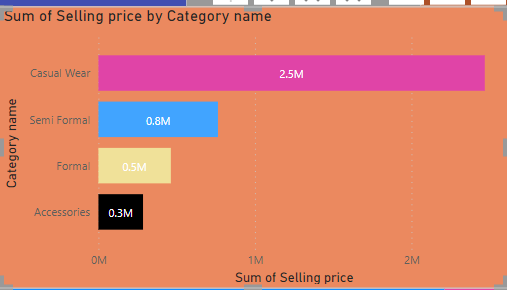 Sum of Selling price by Category name
Category name
Casual Wear
2.5M
Semi Formal
0.8M
Formal
0.5M
Accessories
0.3M
0M 1M 2M
Sum of Selling price